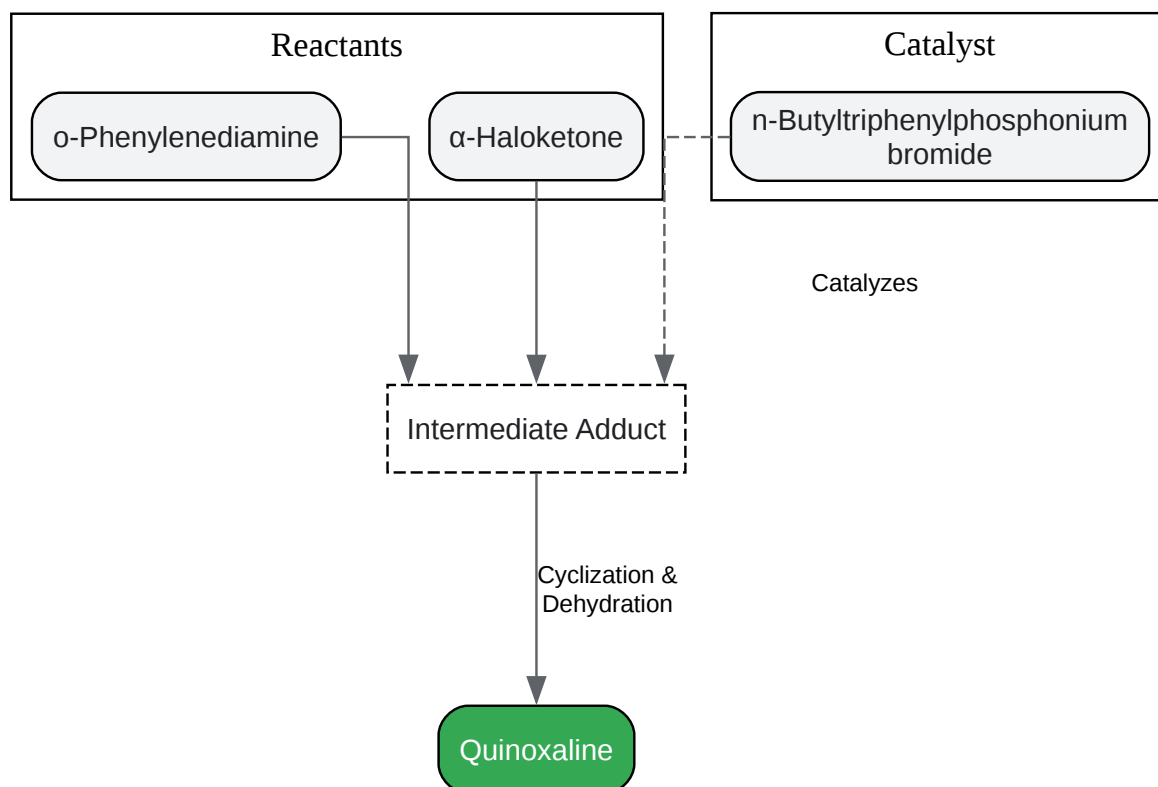 Reactants
Catalyst
o-Phenylenediamine
α-Haloketone
n-Butyltriphenylphosphonium
bromide
Catalyzes
Intermediate Adduct
Cyclization &
Dehydration
Quinoxaline